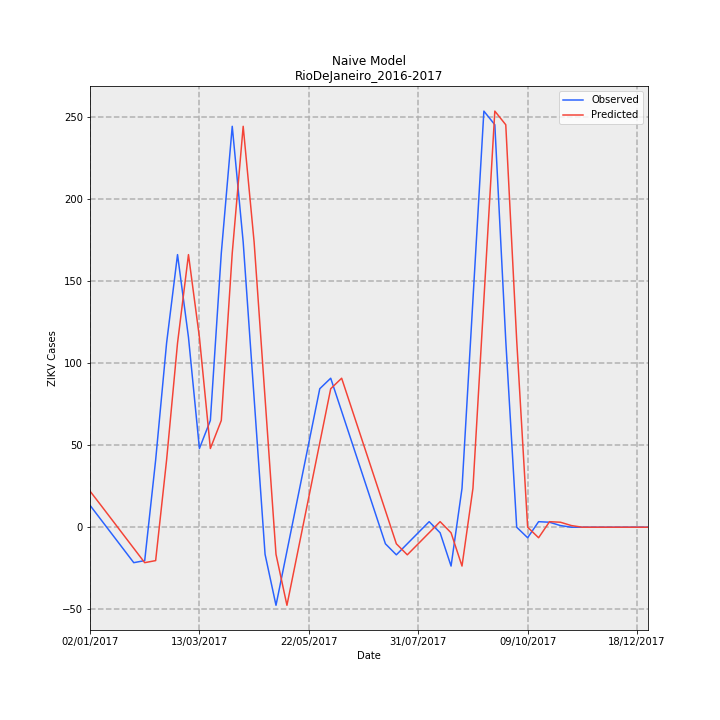 Naive Model
RioDeJaneiro_2016-2017
Observed
Predicted
ZIKV Cases
250
200
150
100
50
0
−50
02/01/2017
13/03/2017
22/05/2017
31/07/2017
09/10/2017
18/12/2017
Date